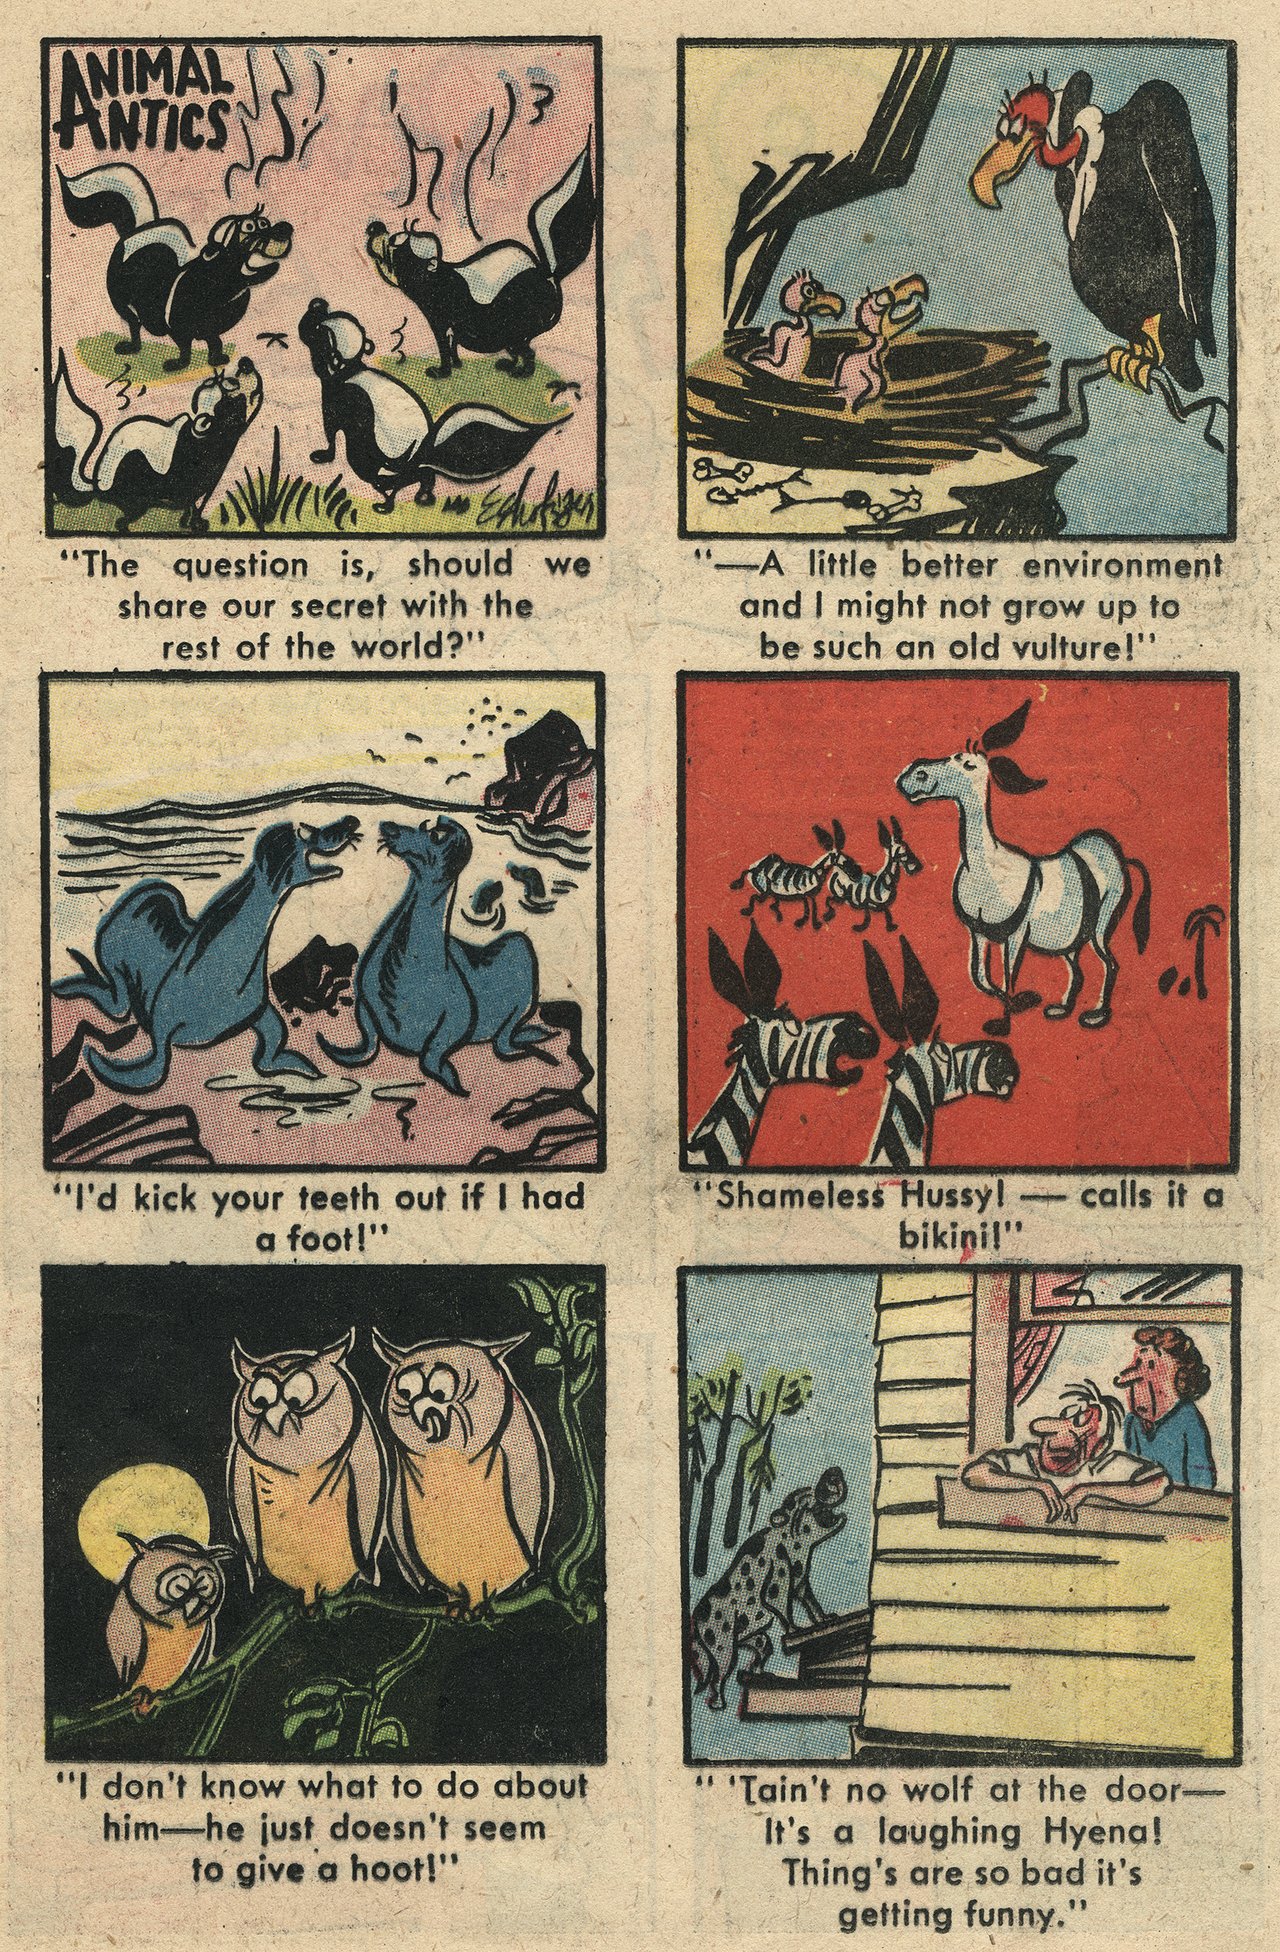 ANIMAL
ANTICS
"The question is, should we
share our secret with the
rest of the world?"
"—A little better environment
and I might not grow up to
be such an old vulture!"
"I'd kick your teeth out if I had
a foot!"
"Shameless Hussy! — calls it a
bikini!"
"I don't know what to do about
him—he just doesn't seem
to give a hoot!"
" 'Tain't no wolf at the door—
It's a laughing Hyena!
Thing's are so bad it's
getting funny."